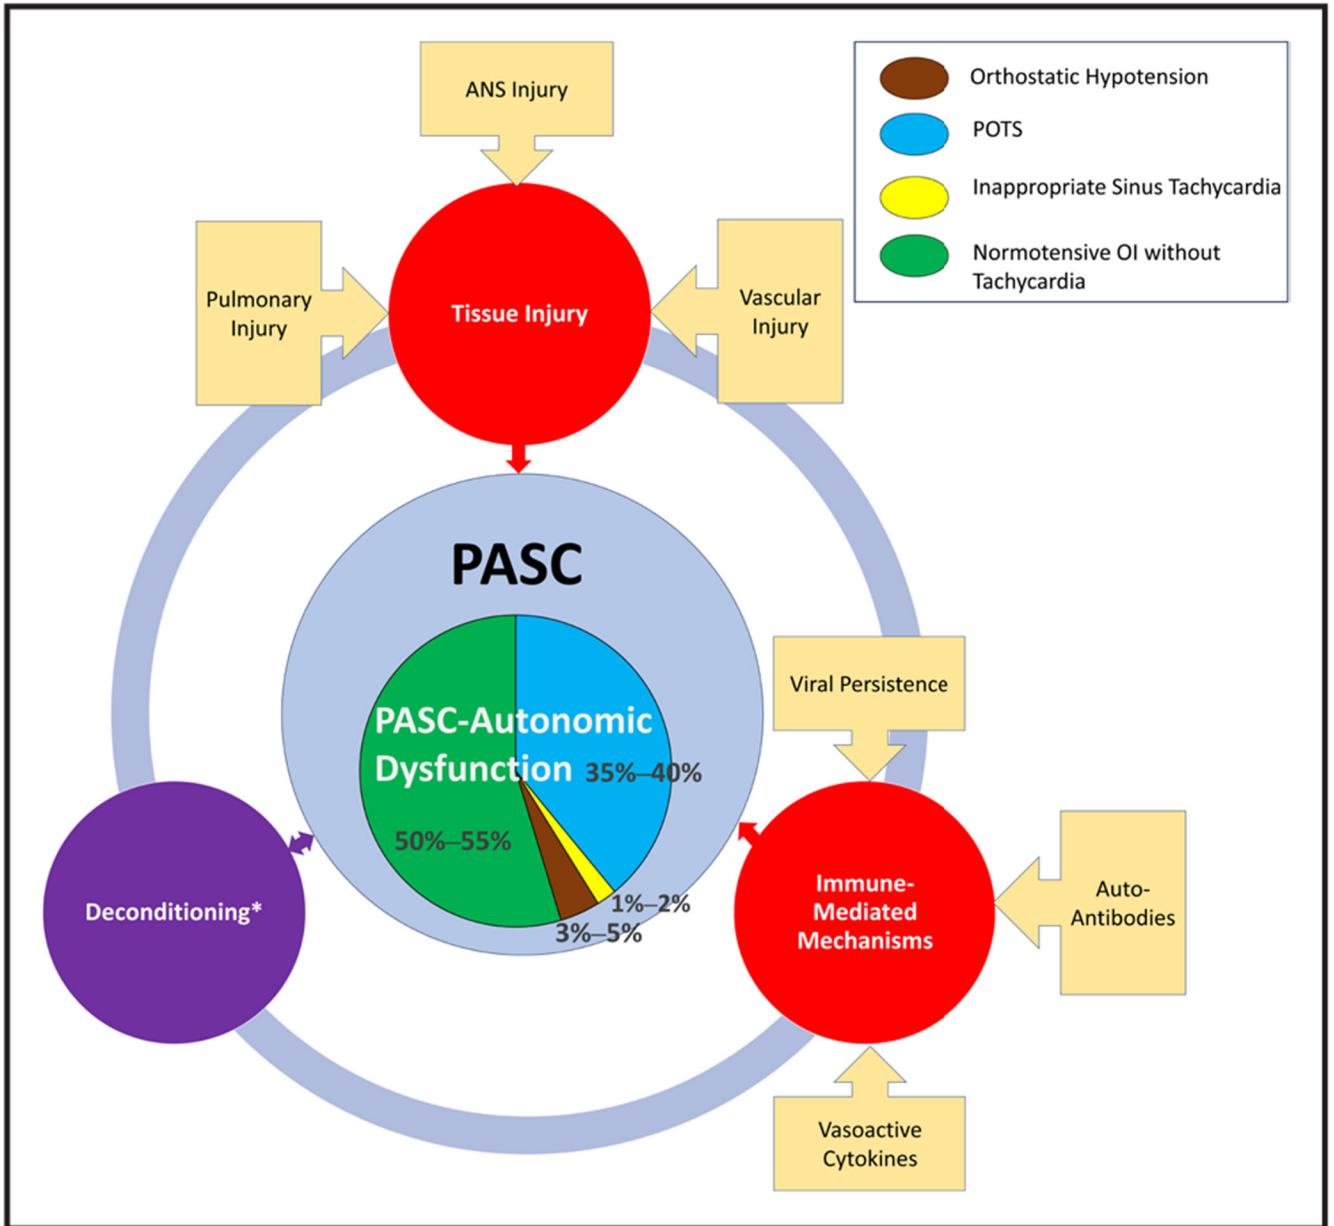 ANS Injury
Orthostatic Hypotension
POTS
Inappropriate Sinus Tachycardia
Normotensive OI without
Tachycardia
Pulmonary
Injury
Tissue Injury
Vascular
Injury
PASC
PASC-Autonomic
Dysfunction
35%–40%
50%–55%
1%–2%
3%–5%
Viral Persistence
Deconditioning*
Immune-
Mediated
Mechanisms
Auto-
Antibodies
Vasoactive
Cytokines